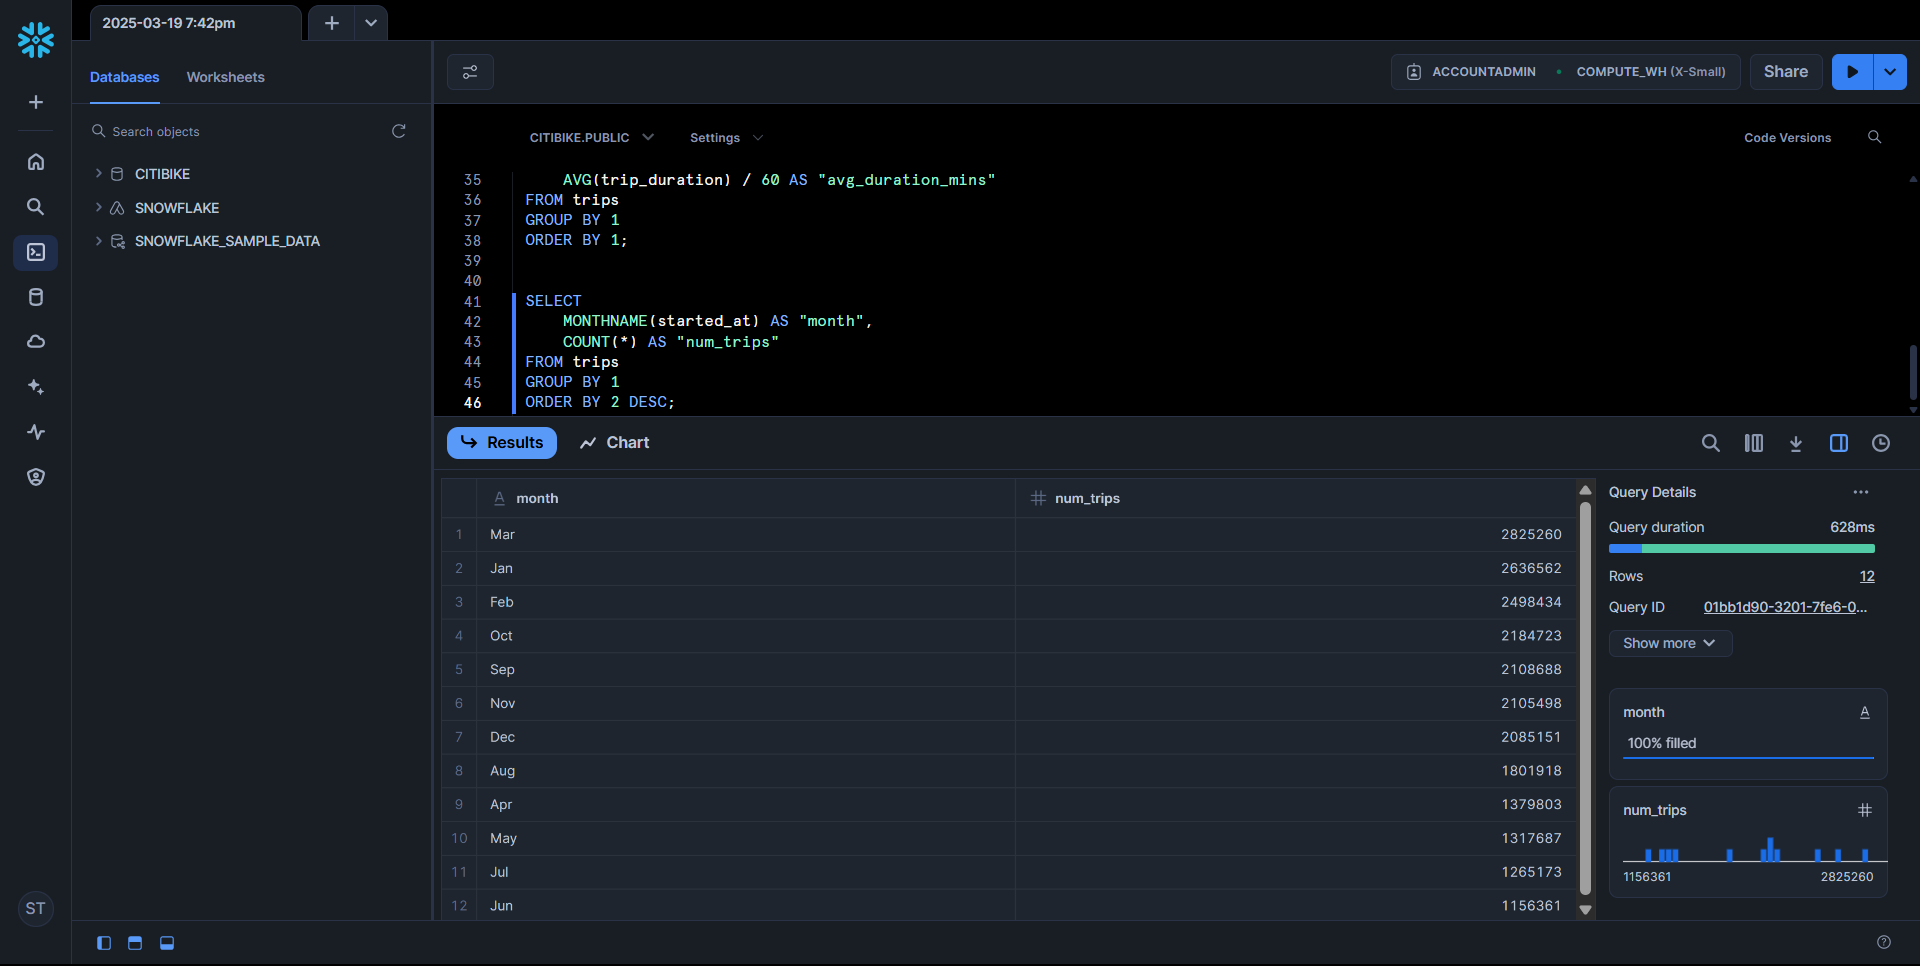 2025-03-19 7:42pm
Databases
Worksheets
ACCOUNTADMIN
COMPUTE_WH (X-Small)
Share
Search objects
CITIBIKE
SNOWFLAKE
SNOWFLAKE_SAMPLE_DATA
CITIBIKE.PUBLIC
Settings
Code Versions
35 AVG(trip_duration) / 60 AS "avg_duration_mins"
36 FROM trips
37 GROUP BY 1
38 ORDER BY 1;
39
40
41 SELECT
42 MONTHNAME(started_at) AS "month",
43 COUNT(*) AS "num_trips"
44 FROM trips
45 GROUP BY 1
46 ORDER BY 2 DESC;
Results
Chart
A month # num_trips
1 Mar 2825260
2 Jan 2636562
3 Feb 2498434
4 Oct 2184723
5 Sep 2108688
6 Nov 2105498
7 Dec 2085151
8 Aug 1801918
9 Apr 1379803
10 May 1317687
11 Jul 1265173
12 Jun 1156361
Query Details
Query duration 628ms
Rows 12
Query ID 01bb1d90-3201-7fe6-0...
Show more
month A
100% filled
num_trips #
1156361 2825260
ST